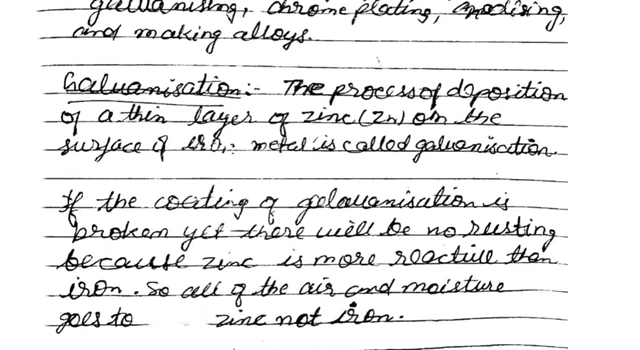 galvanising, chrome plating, anodising,
and making alloys.
Galvanisation:- The process of deposition
of a thin layer of zinc (Zn) on the
surface of iron metal is called galvanisation.
If the coating of galavanisation is
broken yet there will be no rusting
because zinc is more reactive than
iron. So all of the air and moisture
goes to zinc not iron.